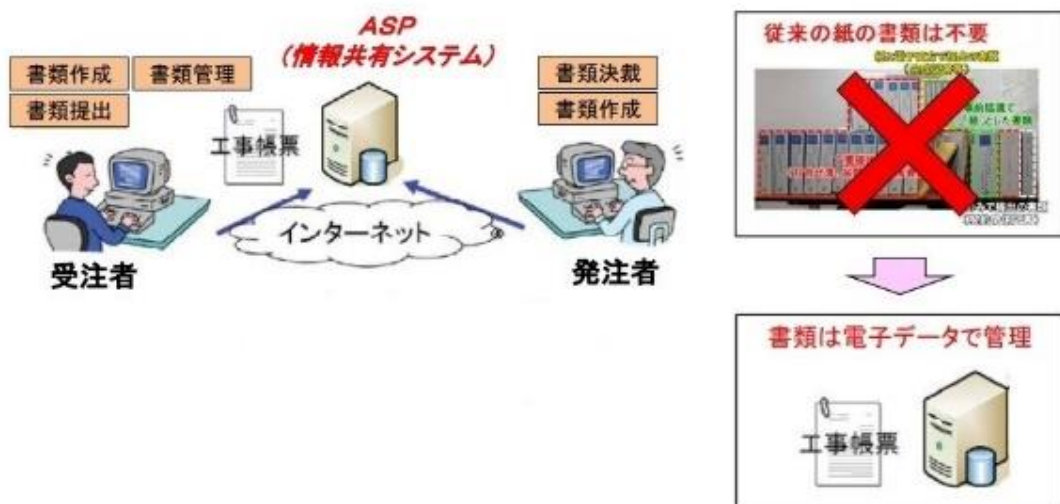 ASP
(情報共有システム)
書類作成
書類管理
書類提出
工事帳票
書類決裁
書類作成
インターネット
受注者
発注者
従来の紙の書類は不要
書類は電子データで管理
工事帳票